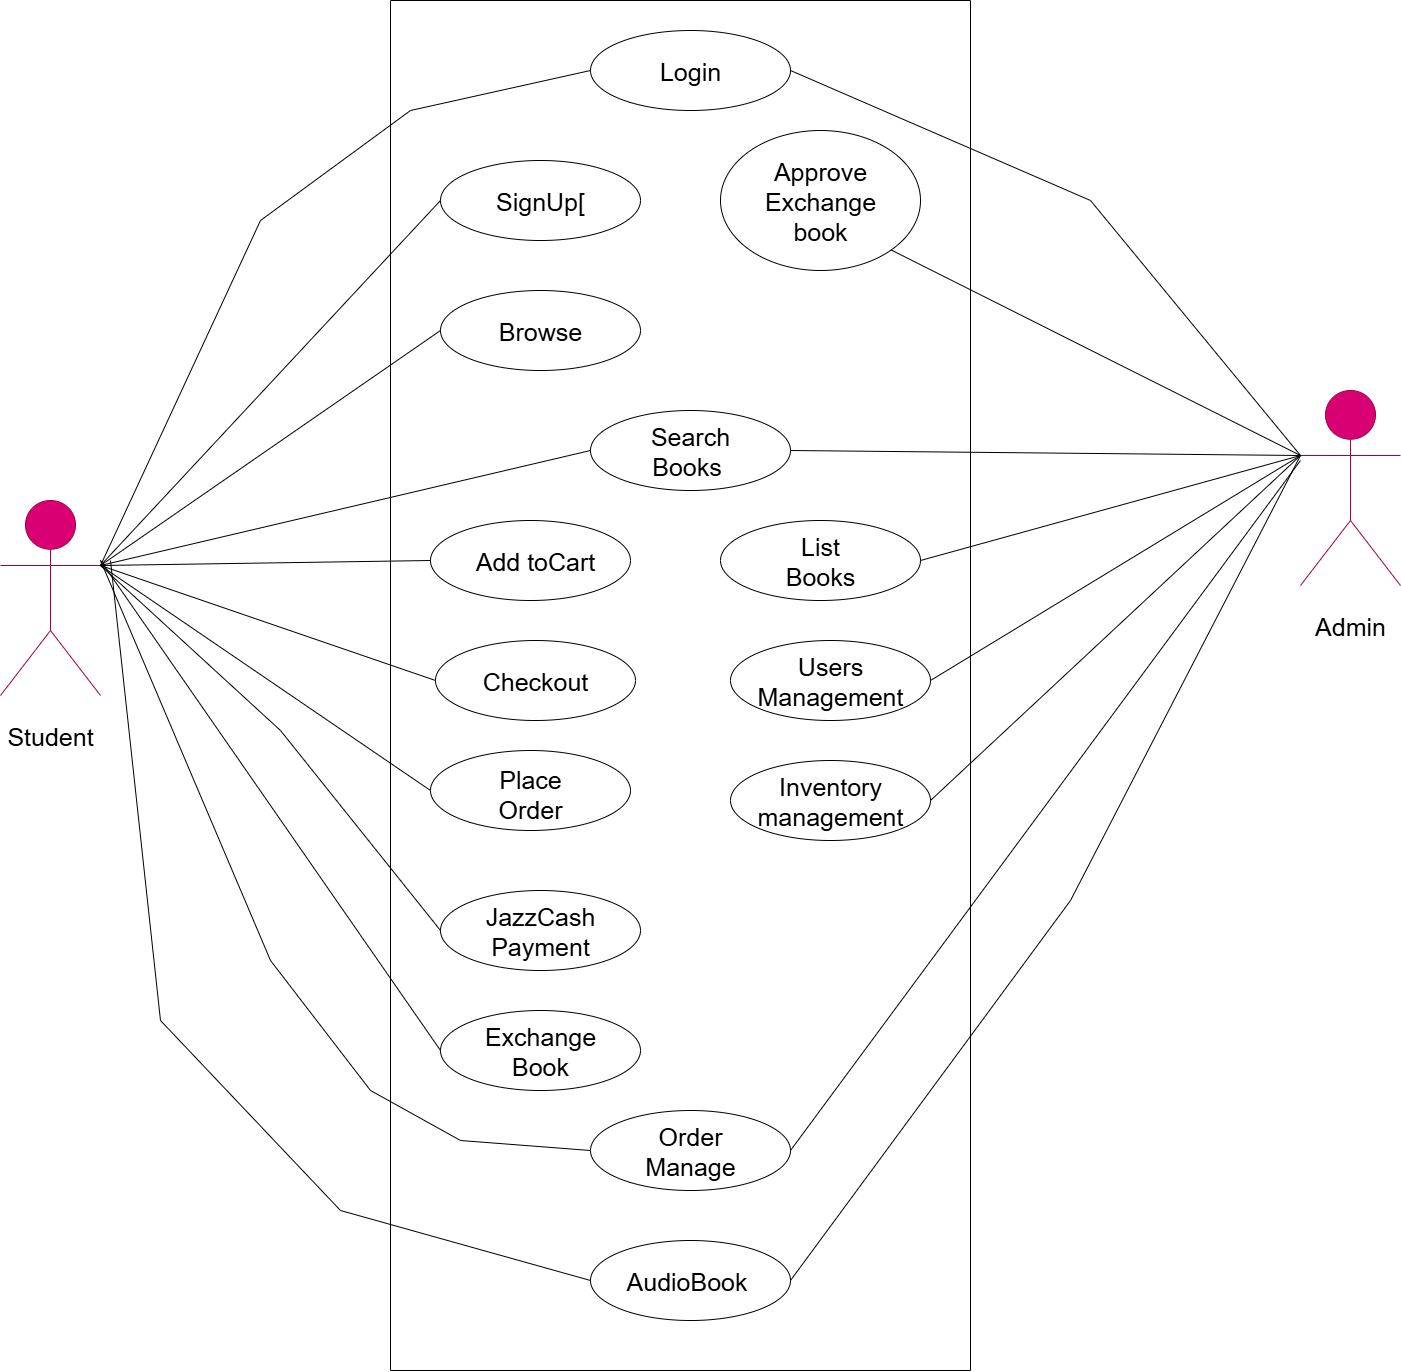 Login
Approve
Exchange
book
SignUp[
Browse
Search
Books
Add toCart
List
Books
Admin
Checkout
Users
Management
Student
Place
Order
Inventory
management
JazzCash
Payment
Exchange
Book
Order
Manage
AudioBook